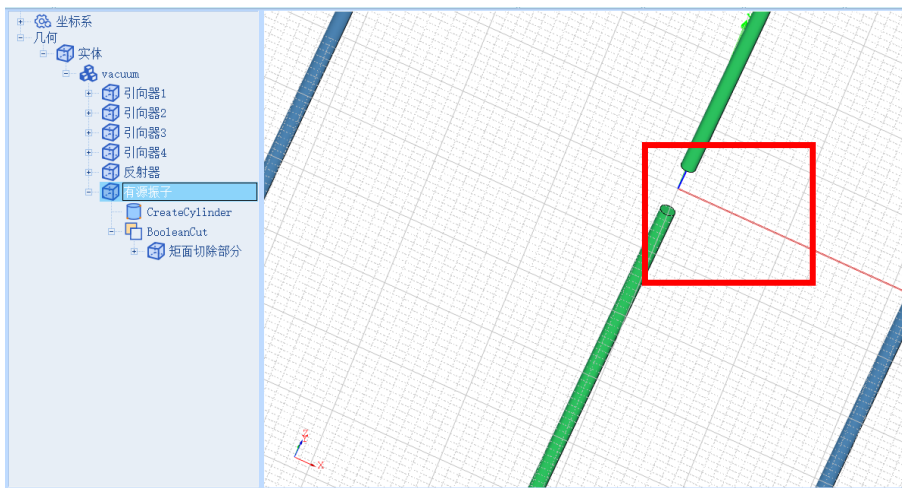 坐标系
几何
实体
vacuum
引向器1
引向器2
引向器3
引向器4
反射器
有源振子
CreateCylinder
BooleanCut
矩面切除部分
Z
Y
X